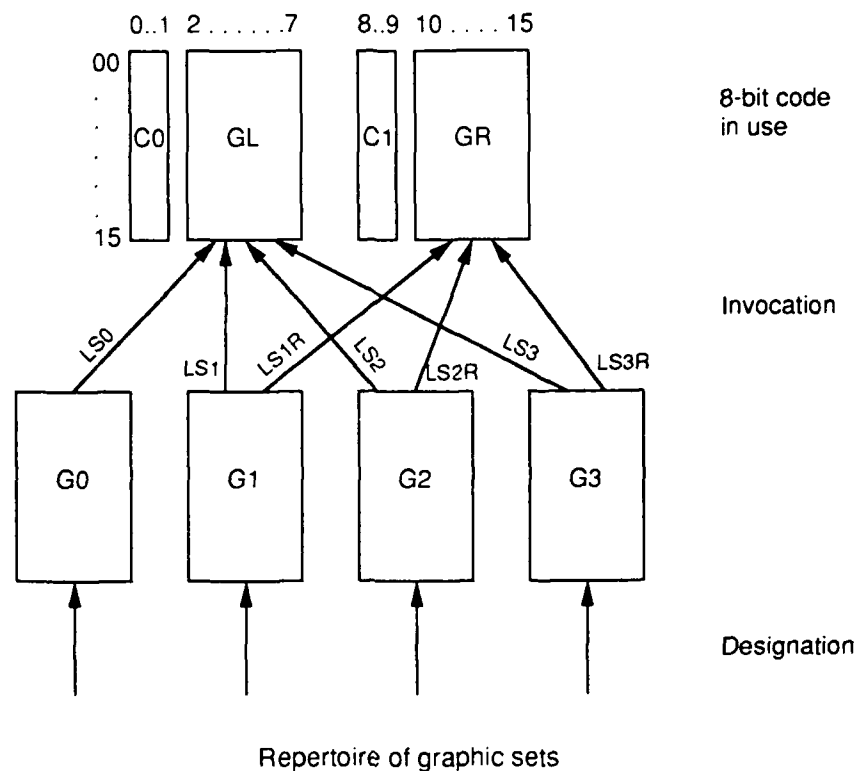 0..1 2 . . . . . .7 8..9 10 . . . . 15
00
.
.
.
.
.
15
C0
GL
C1
GR
8-bit code
in use
Invocation
LS0
LS1
LS1R
LS2
LS2R
LS3
LS3R
G0
G1
G2
G3
Designation
Repertoire of graphic sets